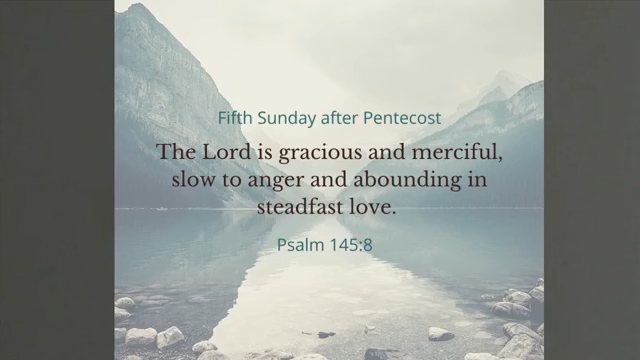 Fifth Sunday after Pentecost
The Lord is gracious and merciful,
slow to anger and abounding in
steadfast love.
Psalm 145:8